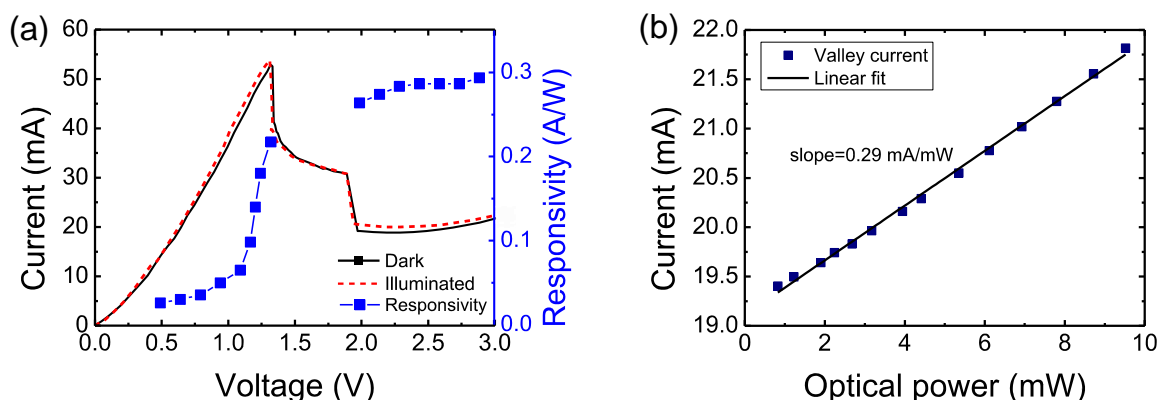 (a)
60
50
40
30
20
10
0
Current (mA)
0.0 0.5 1.0 1.5 2.0 2.5 3.0
Voltage (V)
0.3
0.2
0.1
0.0
Responsivity (A/W)
Dark
Illuminated
Responsivity
(b)
22.0
21.5
21.0
20.5
20.0
19.5
19.0
Current (mA)
Valley current
Linear fit
slope=0.29 mA/mW
0 2 4 6 8 10
Optical power (mW)